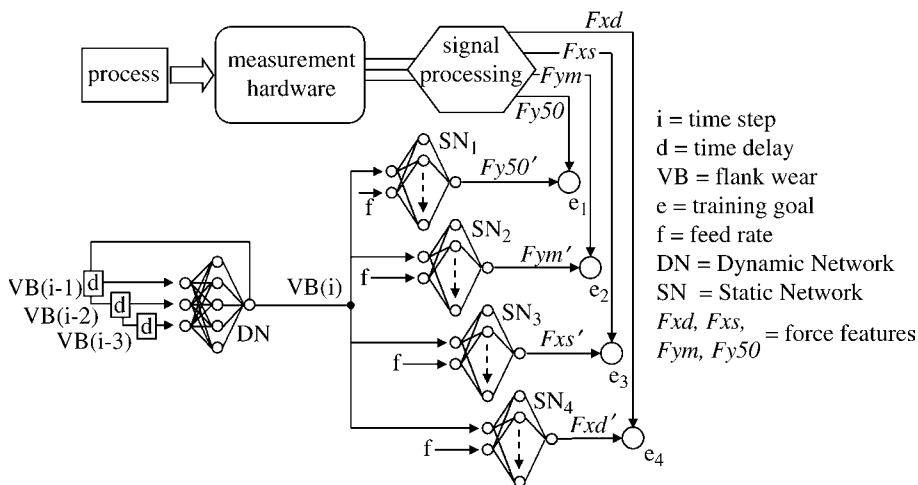 process
measurement
hardware
signal
processing
Fxd
Fxs
Fym
Fy50
SN1
f
Fy50′
e1
SN2
f
Fym′
e2
VB(i-1)
d
VB(i-2)
d
VB(i-3)
d
DN
VB(i)
SN3
f
Fxs′
e3
SN4
f
Fxd′
e4
i = time step
d = time delay
VB = flank wear
e = training goal
f = feed rate
DN = Dynamic Network
SN = Static Network
Fxd, Fxs,
Fym, Fy50 = force features